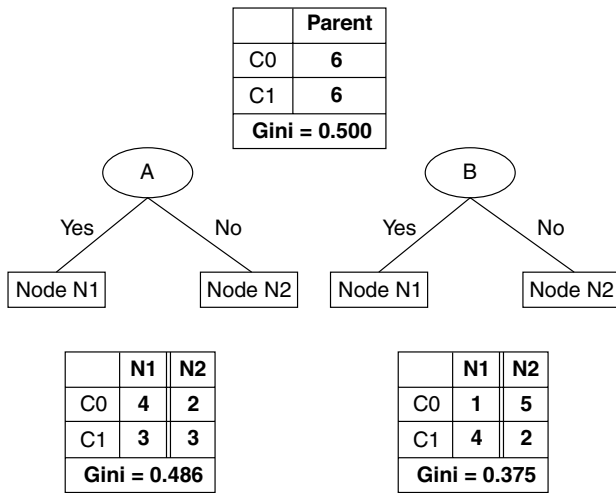 Parent
C0 6
C1 6
Gini = 0.500
A
B
Yes No
Yes No
Node N1 Node N2
Node N1 Node N2
N1 N2
C0 4 2
C1 3 3
Gini = 0.486
N1 N2
C0 1 5
C1 4 2
Gini = 0.375